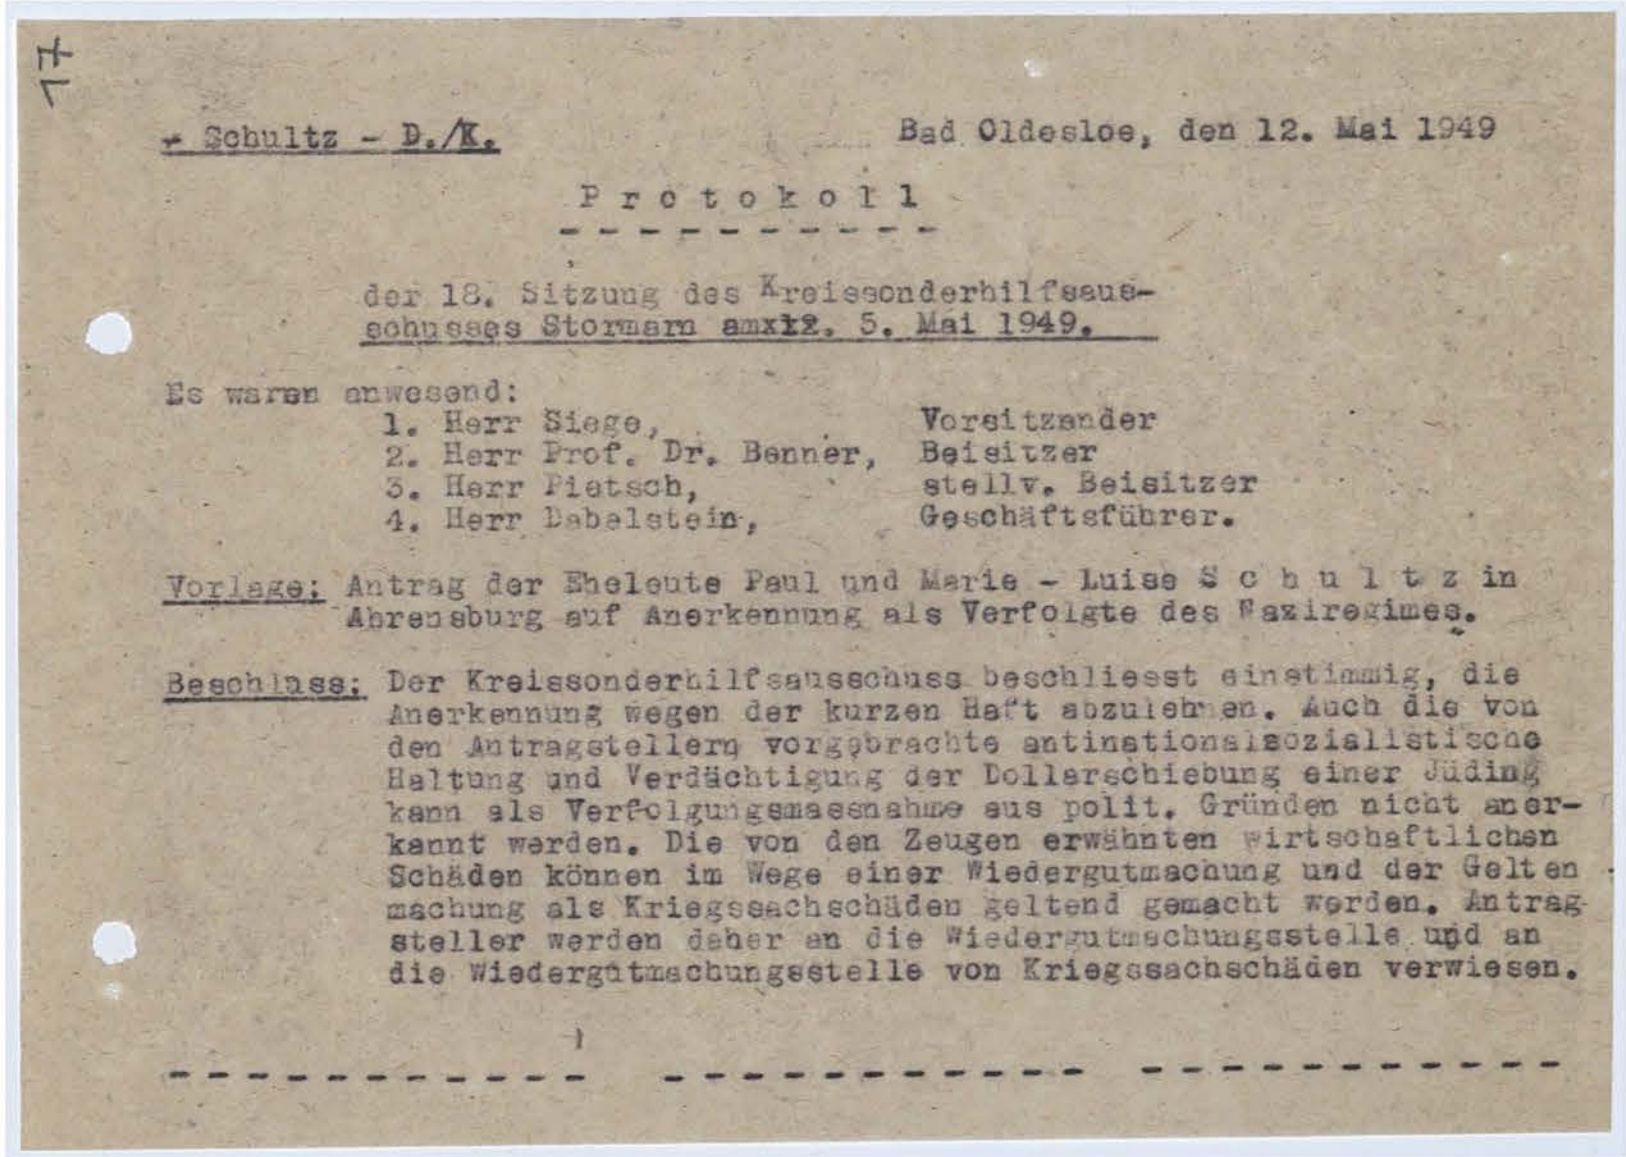 77
- Schultz - D./K.
Bad Oldesloe, den 12. Mai 1949
P r o t o k o l l
der 18. Sitzung des Kreissonderhilfsaus-
schusses Stormarn amx12. 5. Mai 1949.
Es waren anwesend:
1. Herr Siege, Vorsitzender
2. Herr Prof. Dr. Benner, Beisitzer
3. Herr Pietsch, stellv. Beisitzer
4. Herr Dabelstein, Geschäftsführer.
Vorlage: Antrag der Eheleute Paul und Marie - Luise S c h u l t z in
Ahrensburg auf Anerkennung als Verfolgte des Naziregimes.
Beschluss: Der Kreissonderhilfsausschuss beschliesst einstimmig, die
Anerkennung wegen der kurzen Haft abzulehnen. Auch die von
den Antragstellern vorgebrachte antinationalsozialistische
Haltung und Verdächtigung der Dollarschiebung einer Jüding
kann als Verfolgungsmassnahme aus polit. Gründen nicht aner-
kannt werden. Die von den Zeugen erwähnten wirtschaftlichen
Schäden können im Wege einer Wiedergutmachung und der Gelten
machung als Kriegssachschäden geltend gemacht werden. Antrag-
steller werden daher an die Wiedergutmachungsstelle und an
die Wiedergutmachungsstelle von Kriegssachschäden verwiesen.